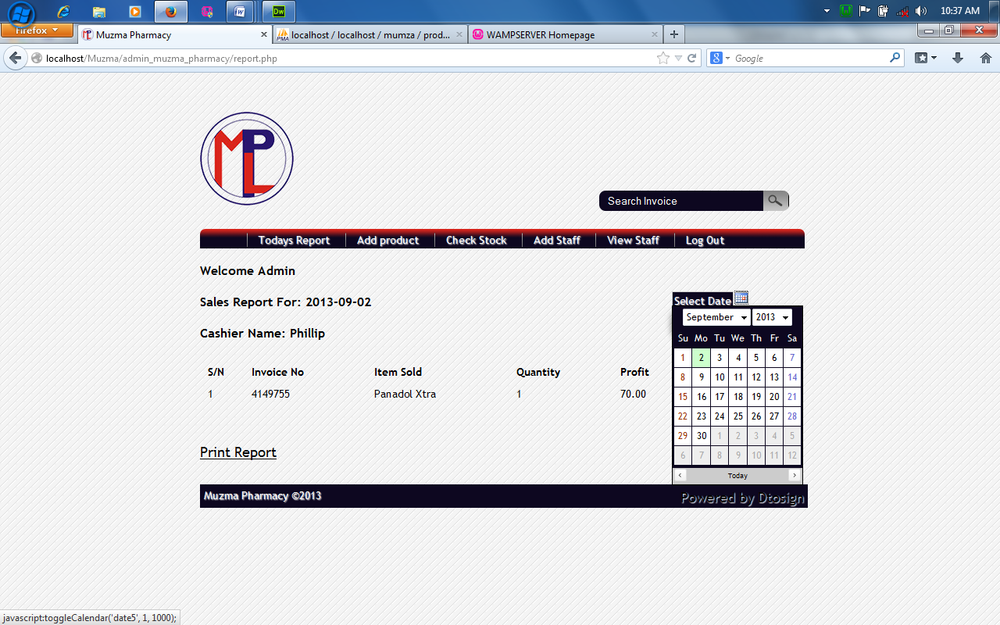 W
Dw
10:37 AM
Firefox
Muzma Pharmacy
PMA
localhost / localhost / mumza / prod...
WAMPSERVER Homepage
localhost/Muzma/admin_muzma_pharmacy/report.php
8
Google
MPL
Search Invoice
Todays Report
Add product
Check Stock
Add Staff
View Staff
Log Out
Welcome Admin
Sales Report For: 2013-09-02
Cashier Name: Phillip
S/N Invoice No Item Sold Quantity Profit
1 4149755 Panadol Xtra 1 70.00
Print Report
Select Date
September 2013
Su Mo Tu We Th Fr Sa
1 2 3 4 5 6 7
8 9 10 11 12 13 14
15 16 17 18 19 20 21
22 23 24 25 26 27 28
29 30 1 2 3 4 5
6 7 8 9 10 11 12
‹ Today ›
Muzma Pharmacy ©2013
Powered by Dtosign
javascript:toggleCalendar('date5', 1, 1000);